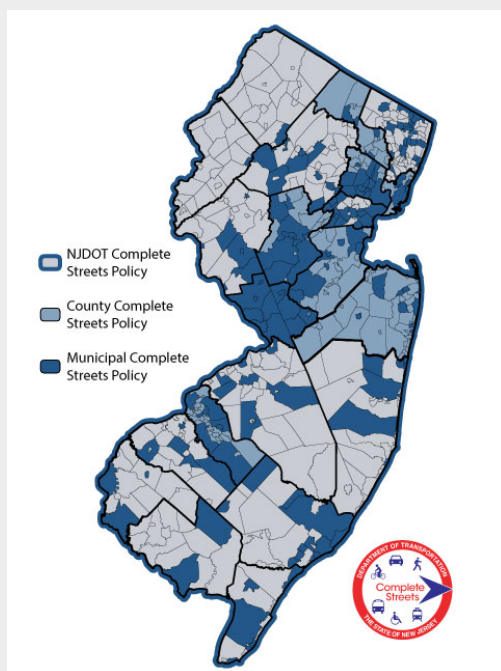 NJDOT Complete
Streets Policy
County Complete
Streets Policy
Municipal Complete
Streets Policy
DEPARTMENT OF TRANSPORTATION
Complete
Streets
THE STATE OF NEW JERSEY